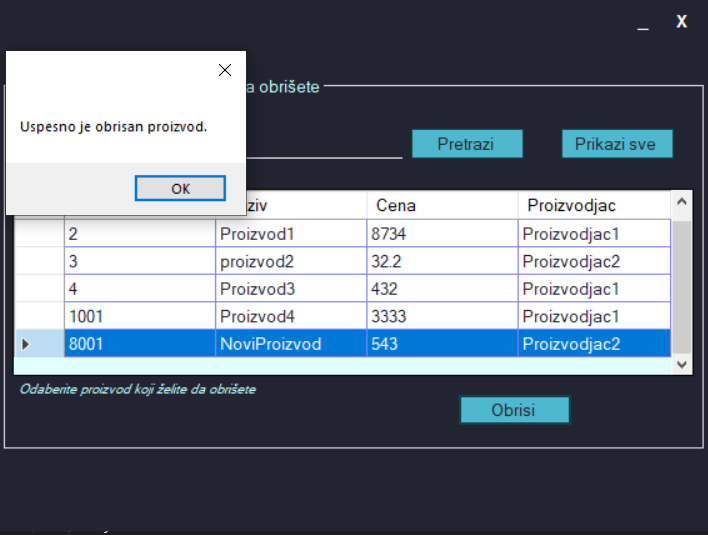 _ X
a obrišete
Uspesno je obrisan proizvod.
OK
Pretrazi Prikazi sve
ziv Cena Proizvodjac
2 Proizvod1 8734 Proizvodjac1
3 proizvod2 32.2 Proizvodjac2
4 Proizvod3 432 Proizvodjac1
1001 Proizvod4 3333 Proizvodjac1
8001 NoviProizvod 543 Proizvodjac2
Odaberite proizvod koji želite da obrišete
Obrisi